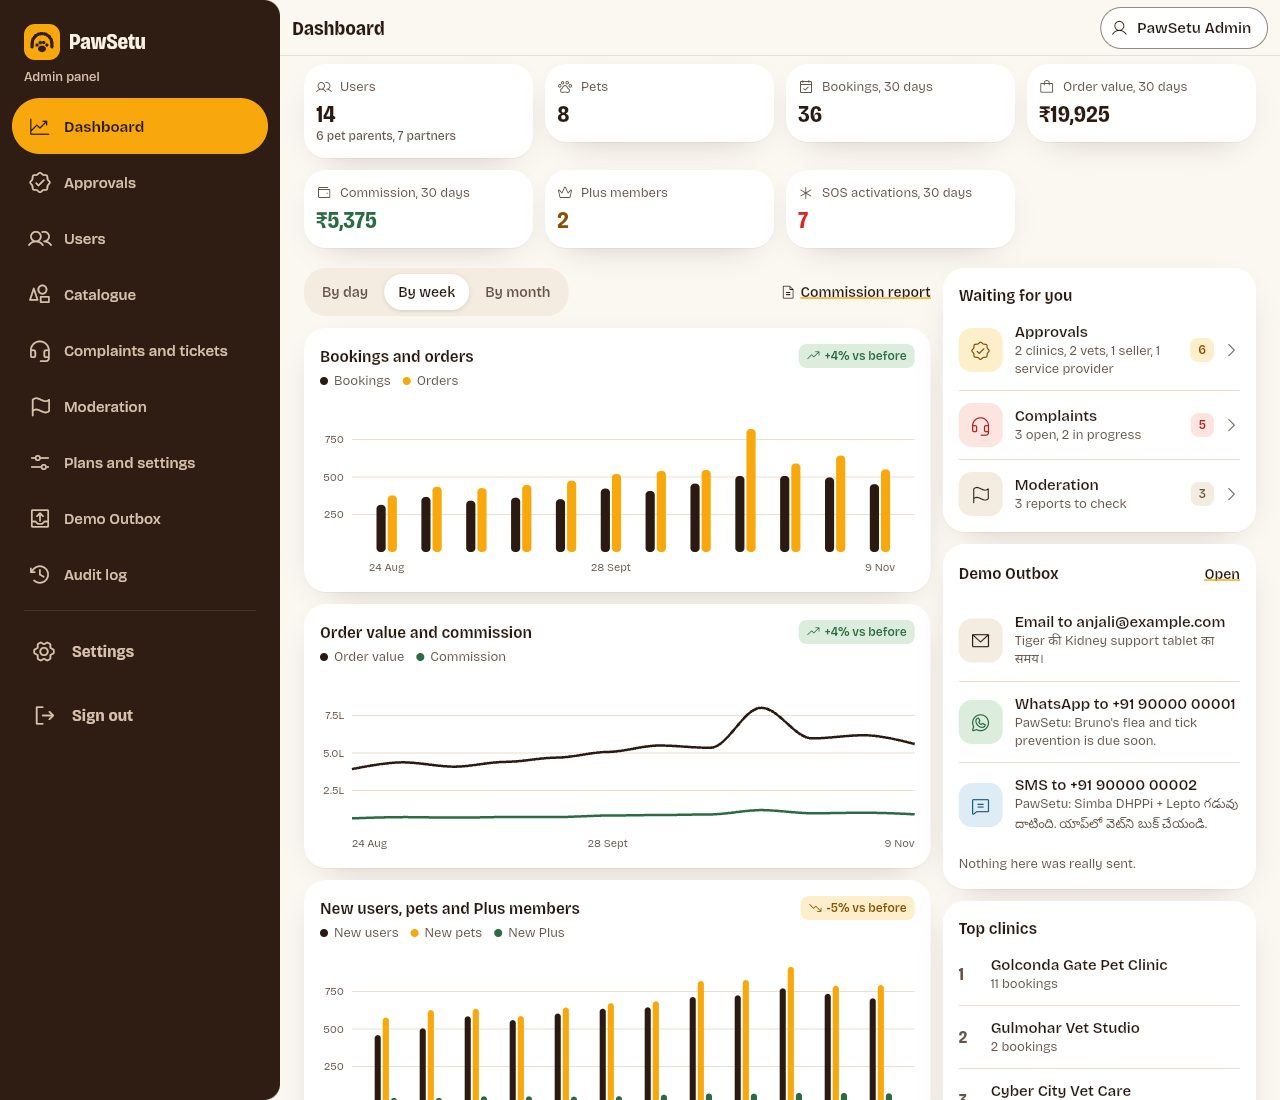 PawSetu
Admin panel
Dashboard
Approvals
Users
Catalogue
Complaints and tickets
Moderation
Plans and settings
Demo Outbox
Audit log
Settings
Sign out
Dashboard
PawSetu Admin
Users
14
6 pet parents, 7 partners
Pets
8
Bookings, 30 days
36
Order value, 30 days
₹19,925
Commission, 30 days
₹5,375
Plus members
2
SOS activations, 30 days
7
By day
By week
By month
Commission report
Bookings and orders
+4% vs before
Bookings
Orders
750
500
250
24 Aug
28 Sept
9 Nov
Order value and commission
+4% vs before
Order value
Commission
7.5L
5.0L
2.5L
24 Aug
28 Sept
9 Nov
New users, pets and Plus members
-5% vs before
New users
New pets
New Plus
750
500
250
Waiting for you
Approvals
2 clinics, 2 vets, 1 seller, 1
service provider
6
Complaints
3 open, 2 in progress
5
Moderation
3 reports to check
3
Demo Outbox
Open
Email to anjali@example.com
Tiger की Kidney support tablet का
समय।
WhatsApp to +91 90000 00001
PawSetu: Bruno's flea and tick
prevention is due soon.
SMS to +91 90000 00002
PawSetu: Simba DHPPi + Lepto గడువు
దాటింది. యాప్‌లో వెట్‌ని బుక్ చేయండి.
Nothing here was really sent.
Top clinics
1
Golconda Gate Pet Clinic
11 bookings
2
Gulmohar Vet Studio
2 bookings
3
Cyber City Vet Care